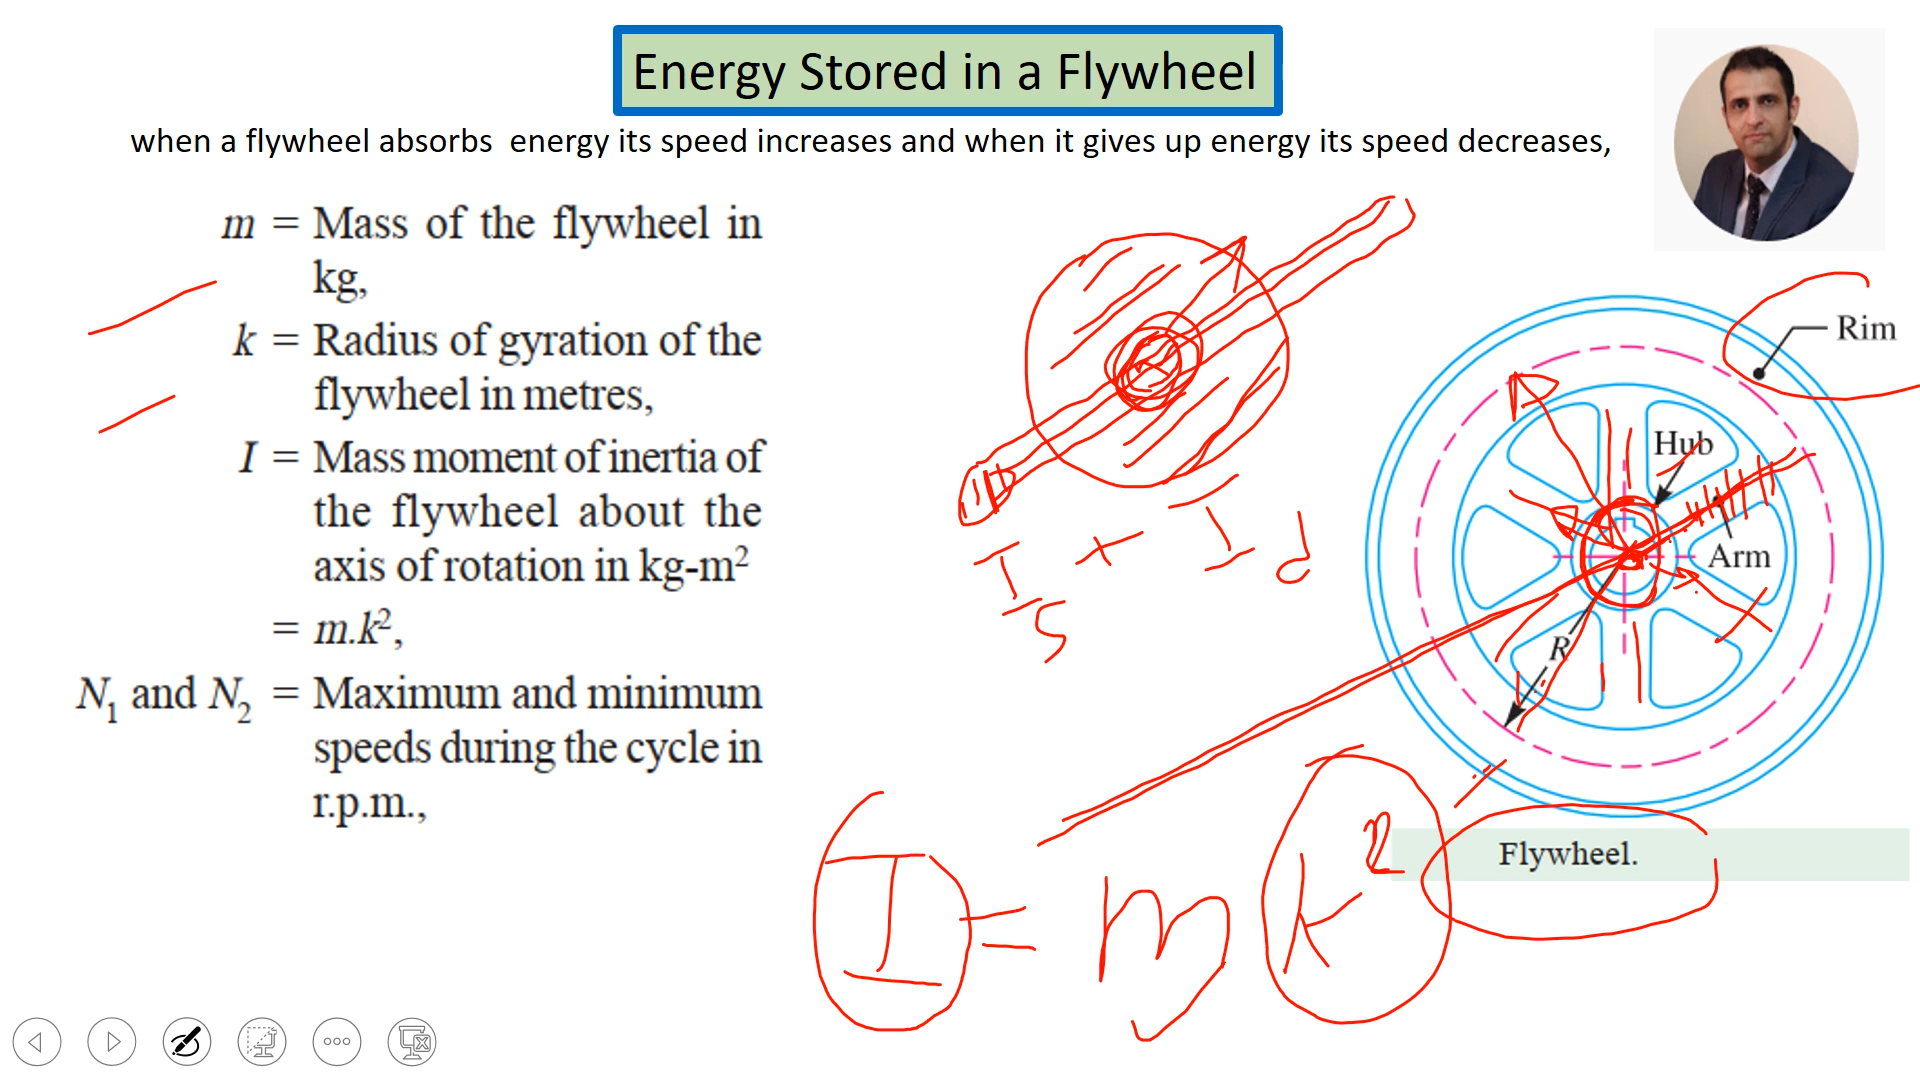 Energy Stored in a Flywheel
when a flywheel absorbs energy its speed increases and when it gives up energy its speed decreases,
m = Mass of the flywheel in
kg,
k = Radius of gyration of the
flywheel in metres,
I = Mass moment of inertia of
the flywheel about the
axis of rotation in kg-m²
= m.k²,
N₁ and N₂ = Maximum and minimum
speeds during the cycle in
r.p.m.,
I_S + I_d
I = m k²
Rim
Hub
Arm
R
Flywheel.